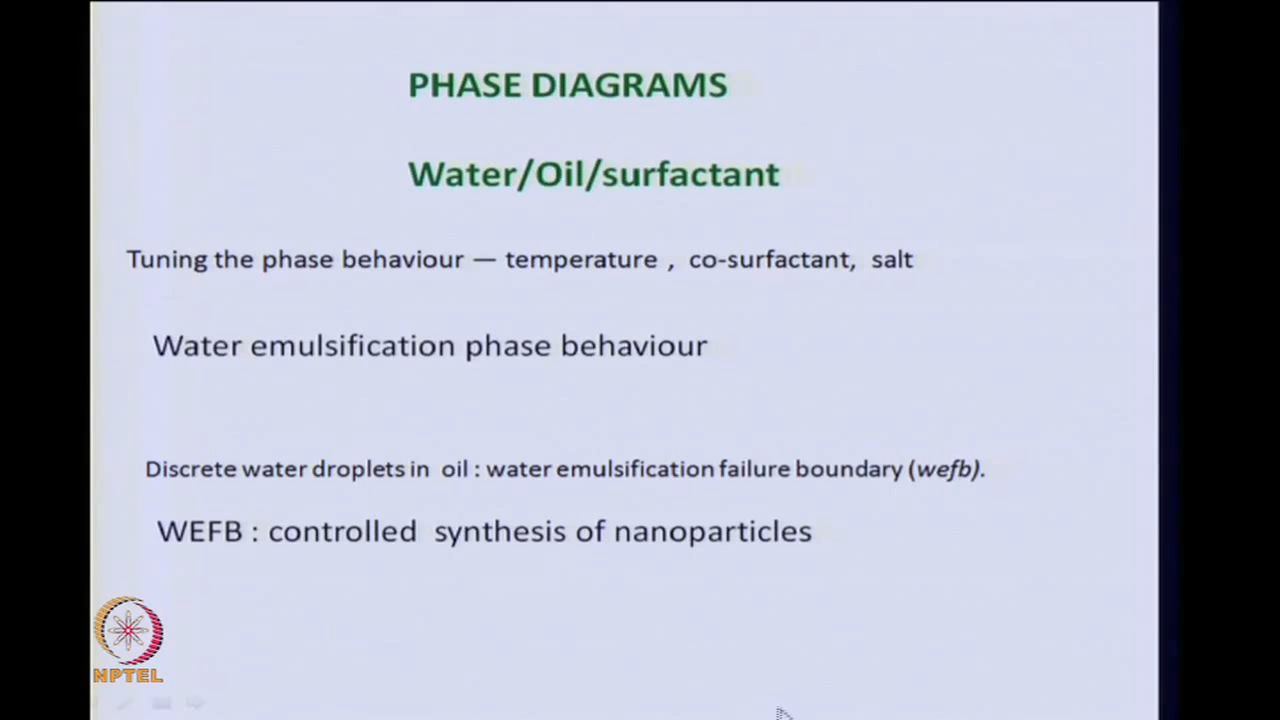 PHASE DIAGRAMS
Water/Oil/surfactant
Tuning the phase behaviour — temperature , co-surfactant, salt
Water emulsification phase behaviour
Discrete water droplets in oil : water emulsification failure boundary (wefb).
WEFB : controlled synthesis of nanoparticles
NPTEL